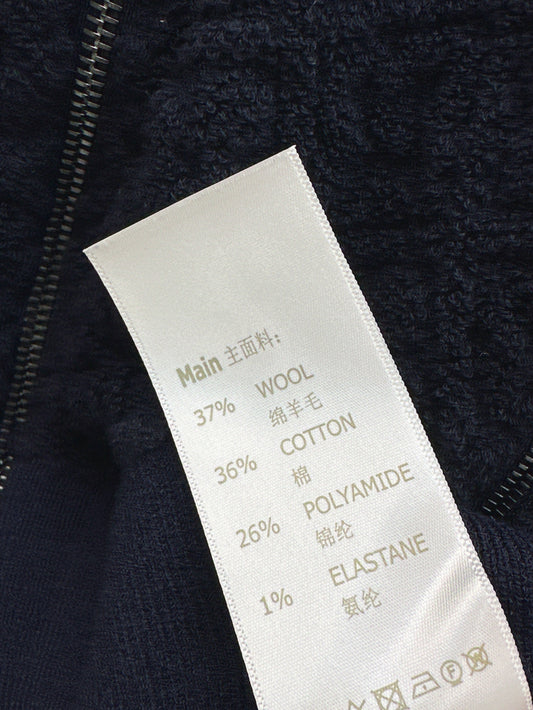 Main 主面料:
37% WOOL
绵羊毛
36% COTTON
棉
26% POLYAMIDE
锦纶
1% ELASTANE
氨纶